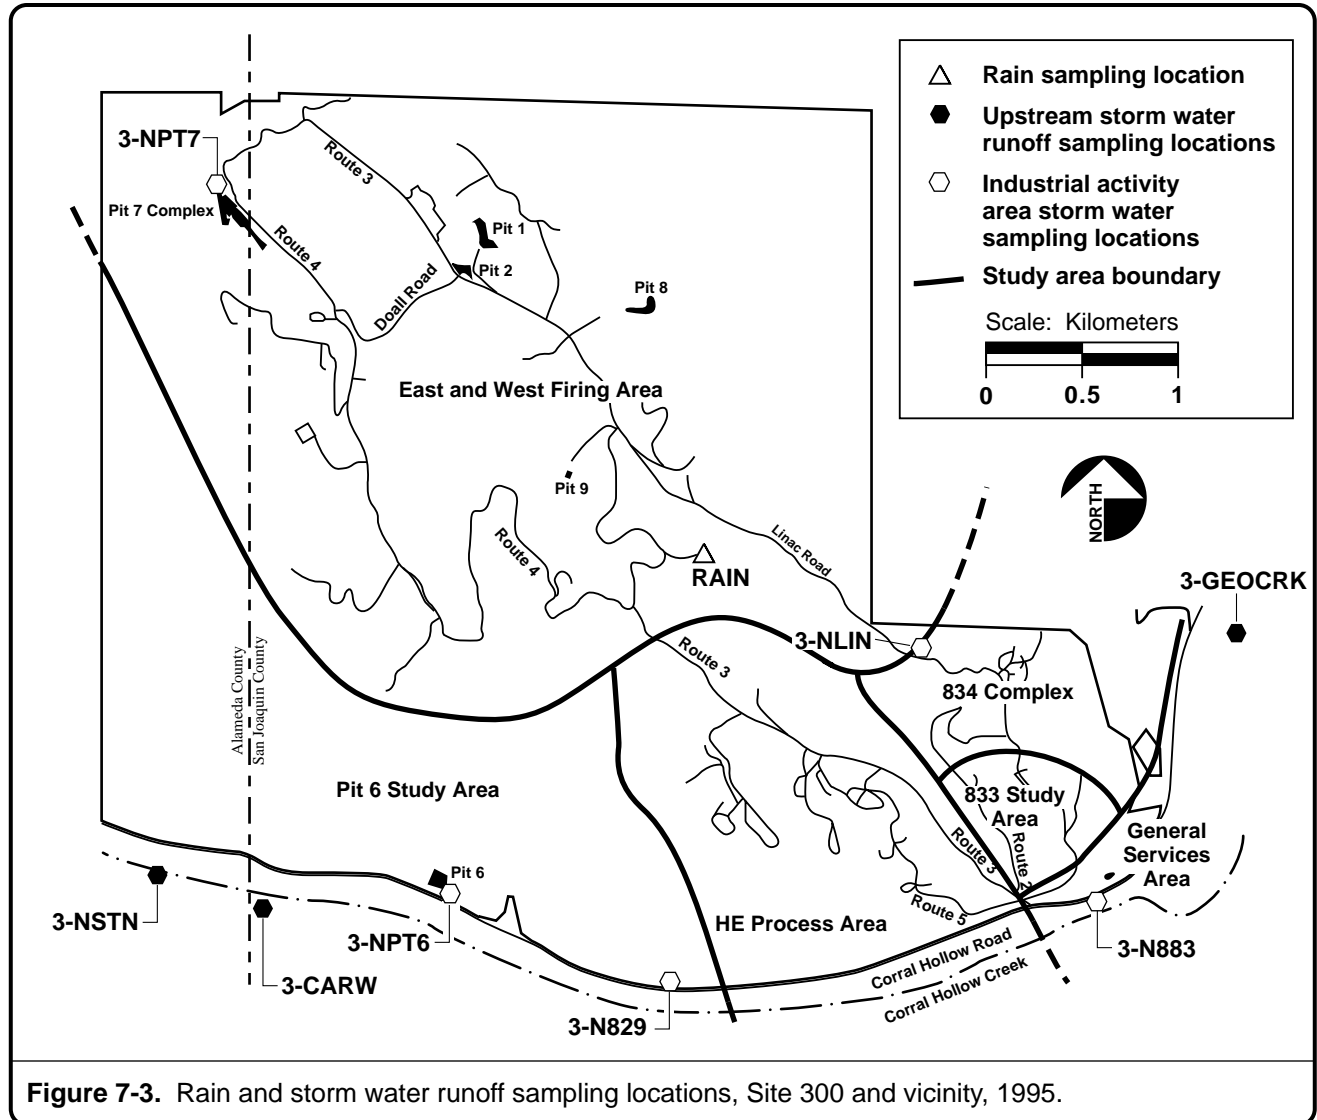 Rain sampling location
Upstream storm water
runoff sampling locations
Industrial activity
area storm water
sampling locations
Study area boundary
Scale: Kilometers
0 0.5 1
3-NPT7
Pit 7 Complex
Route 3
Route 4
Pit 1
Pit 2
Doall Road
Pit 8
East and West Firing Area
Pit 9
Route 4
Linac Road
RAIN
NORTH
3-GEOCRK
3-NLIN
Route 3
834 Complex
Alameda County
San Joaquin County
Pit 6 Study Area
833 Study
Area
General
Services
Area
Route 3
Route 2
Pit 6
Route 5
HE Process Area
3-NSTN
3-NPT6
3-CARW
3-N883
Corral Hollow Road
Corral Hollow Creek
3-N829
Figure 7-3. Rain and storm water runoff sampling locations, Site 300 and vicinity, 1995.